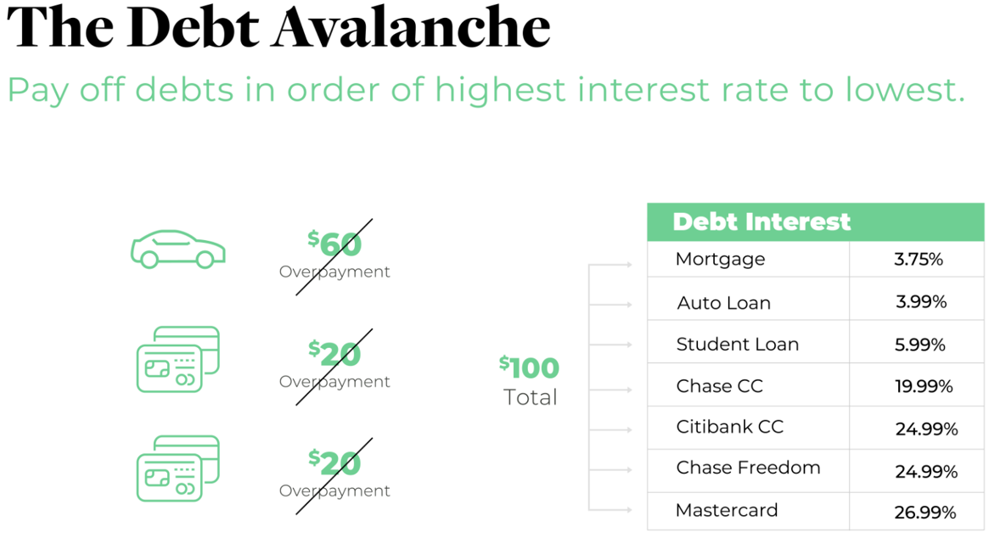 The Debt Avalanche
Pay off debts in order of highest interest rate to lowest.
$60
Overpayment
$20
Overpayment
$20
Overpayment
$100
Total
Debt Interest
Mortgage 3.75%
Auto Loan 3.99%
Student Loan 5.99%
Chase CC 19.99%
Citibank CC 24.99%
Chase Freedom 24.99%
Mastercard 26.99%